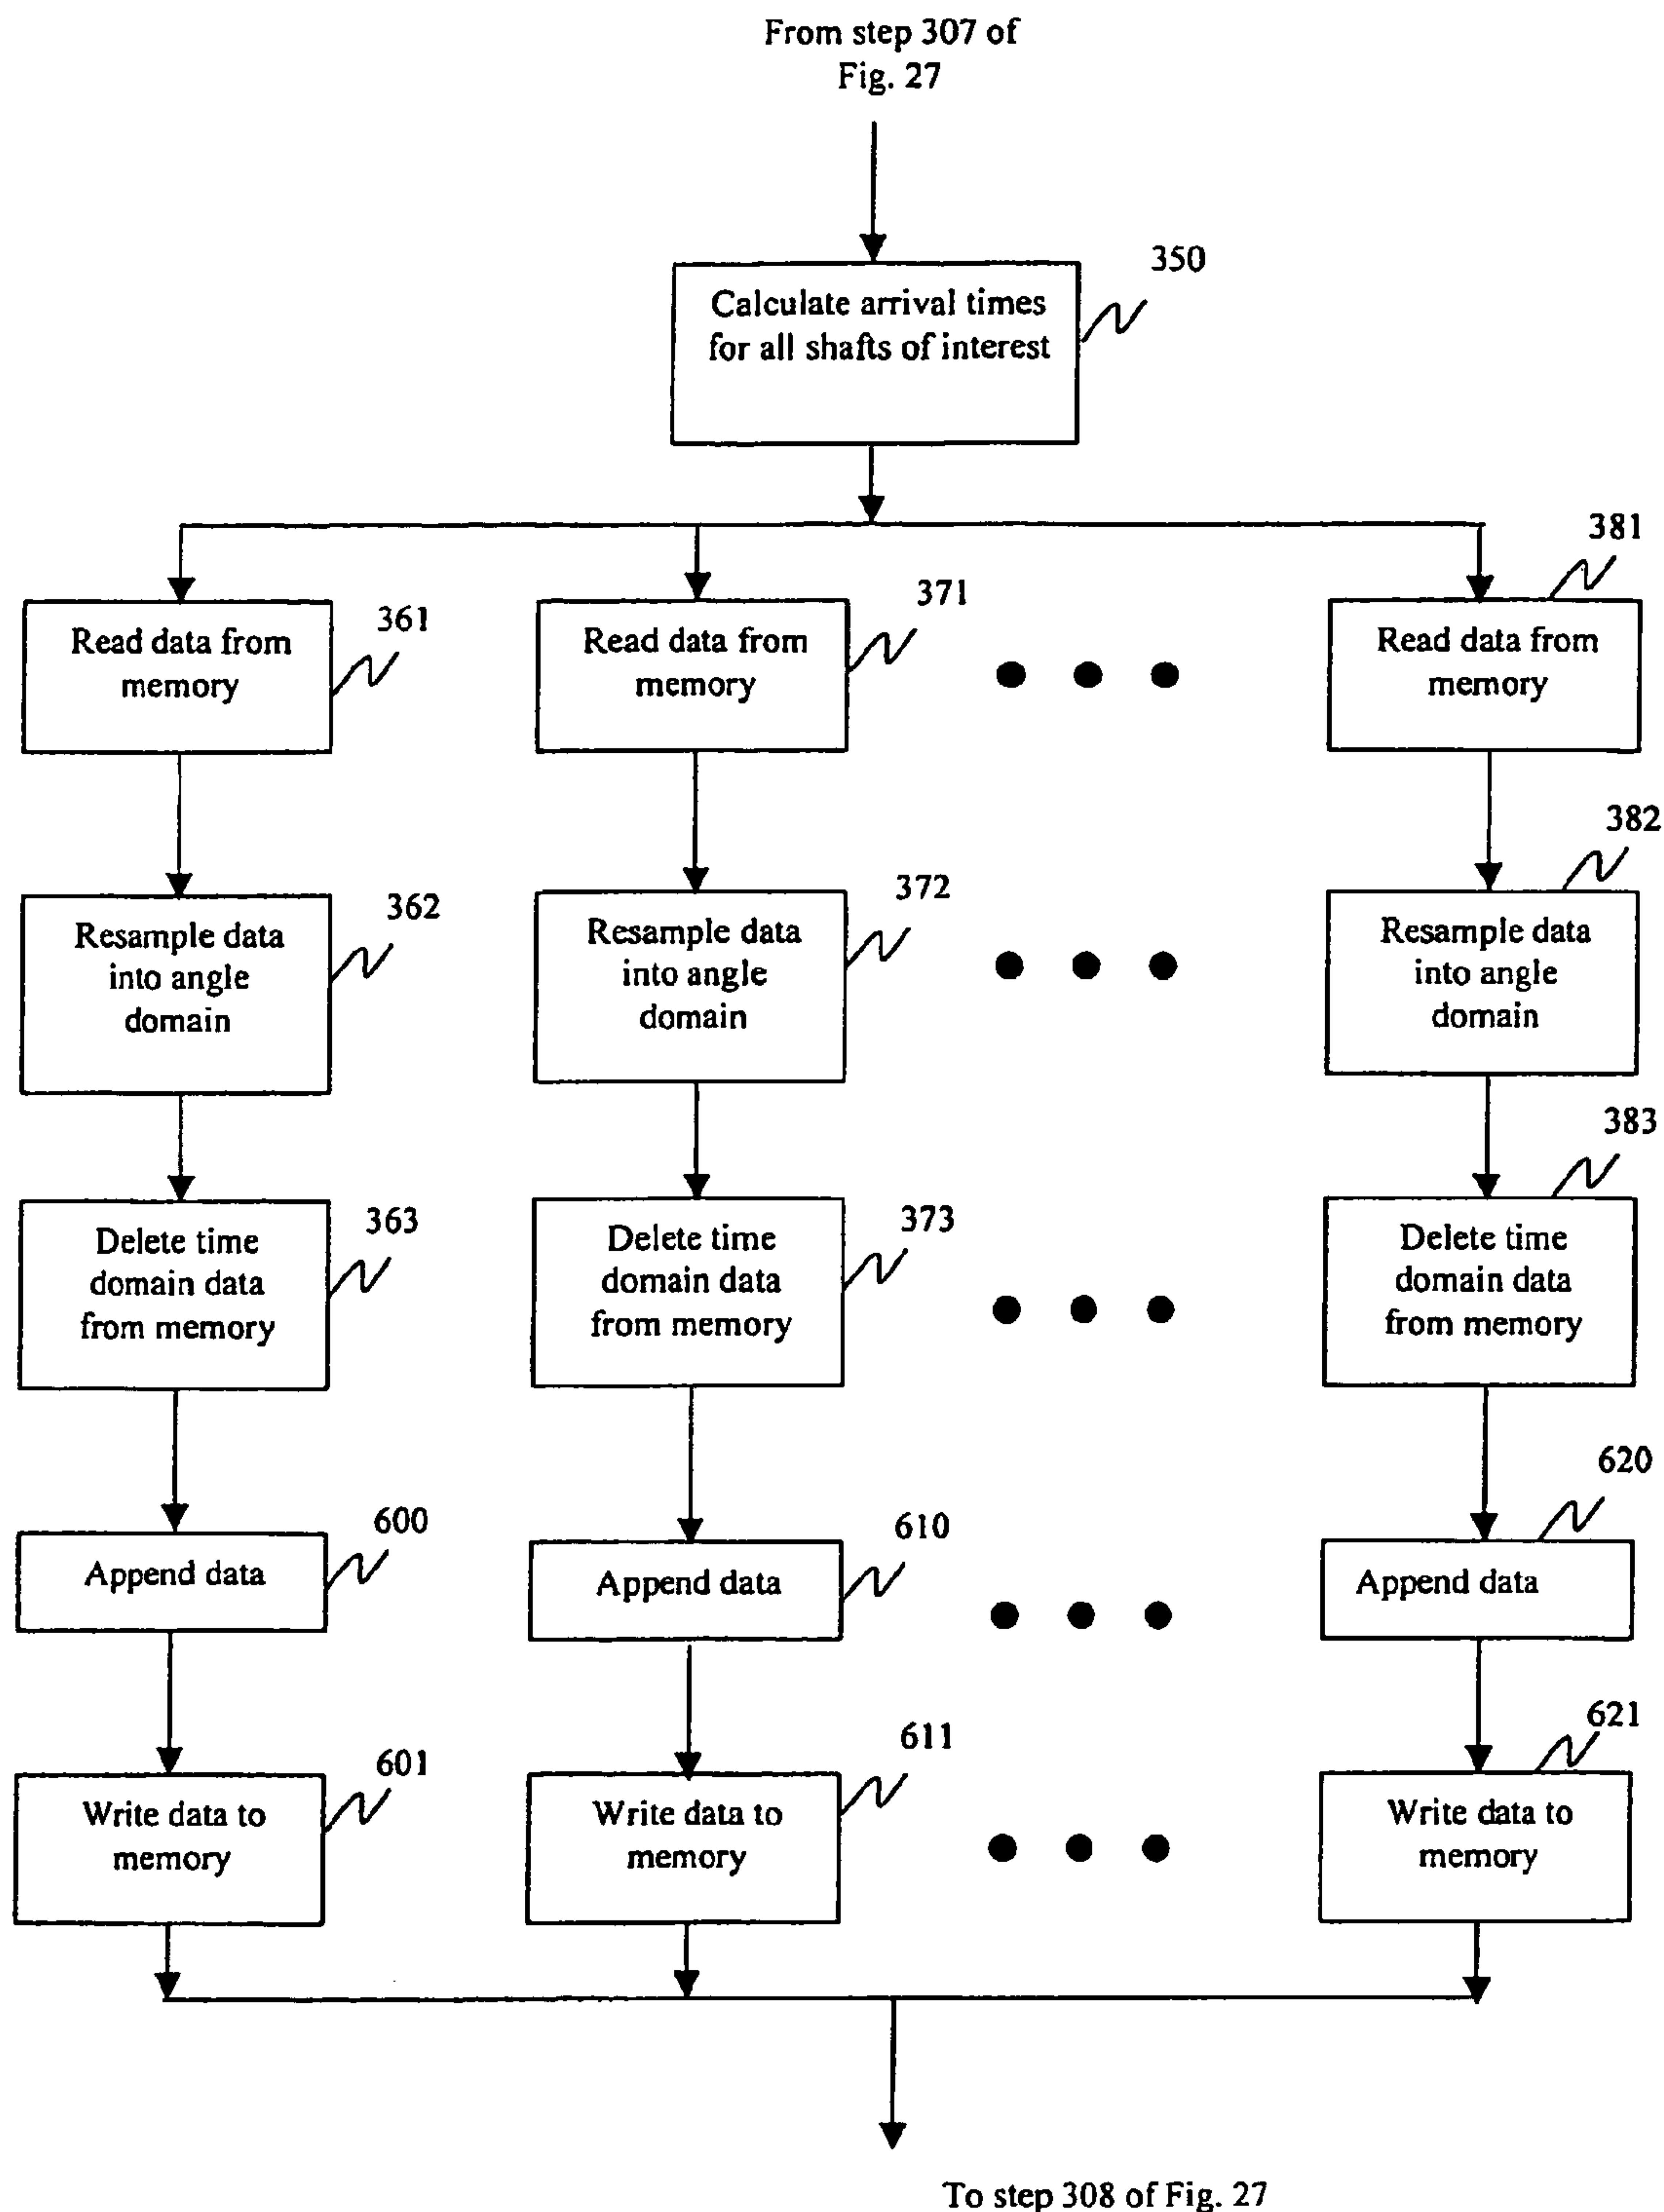 From step 307 of
Fig. 27
350
Calculate arrival times
for all shafts of interest
361
Read data from
memory
371
Read data from
memory
381
Read data from
memory
362
Resample data
into angle
domain
372
Resample data
into angle
domain
382
Resample data
into angle
domain
363
Delete time
domain data
from memory
373
Delete time
domain data
from memory
383
Delete time
domain data
from memory
600
Append data
610
Append data
620
Append data
601
Write data to
memory
611
Write data to
memory
621
Write data to
memory
To step 308 of Fig. 27